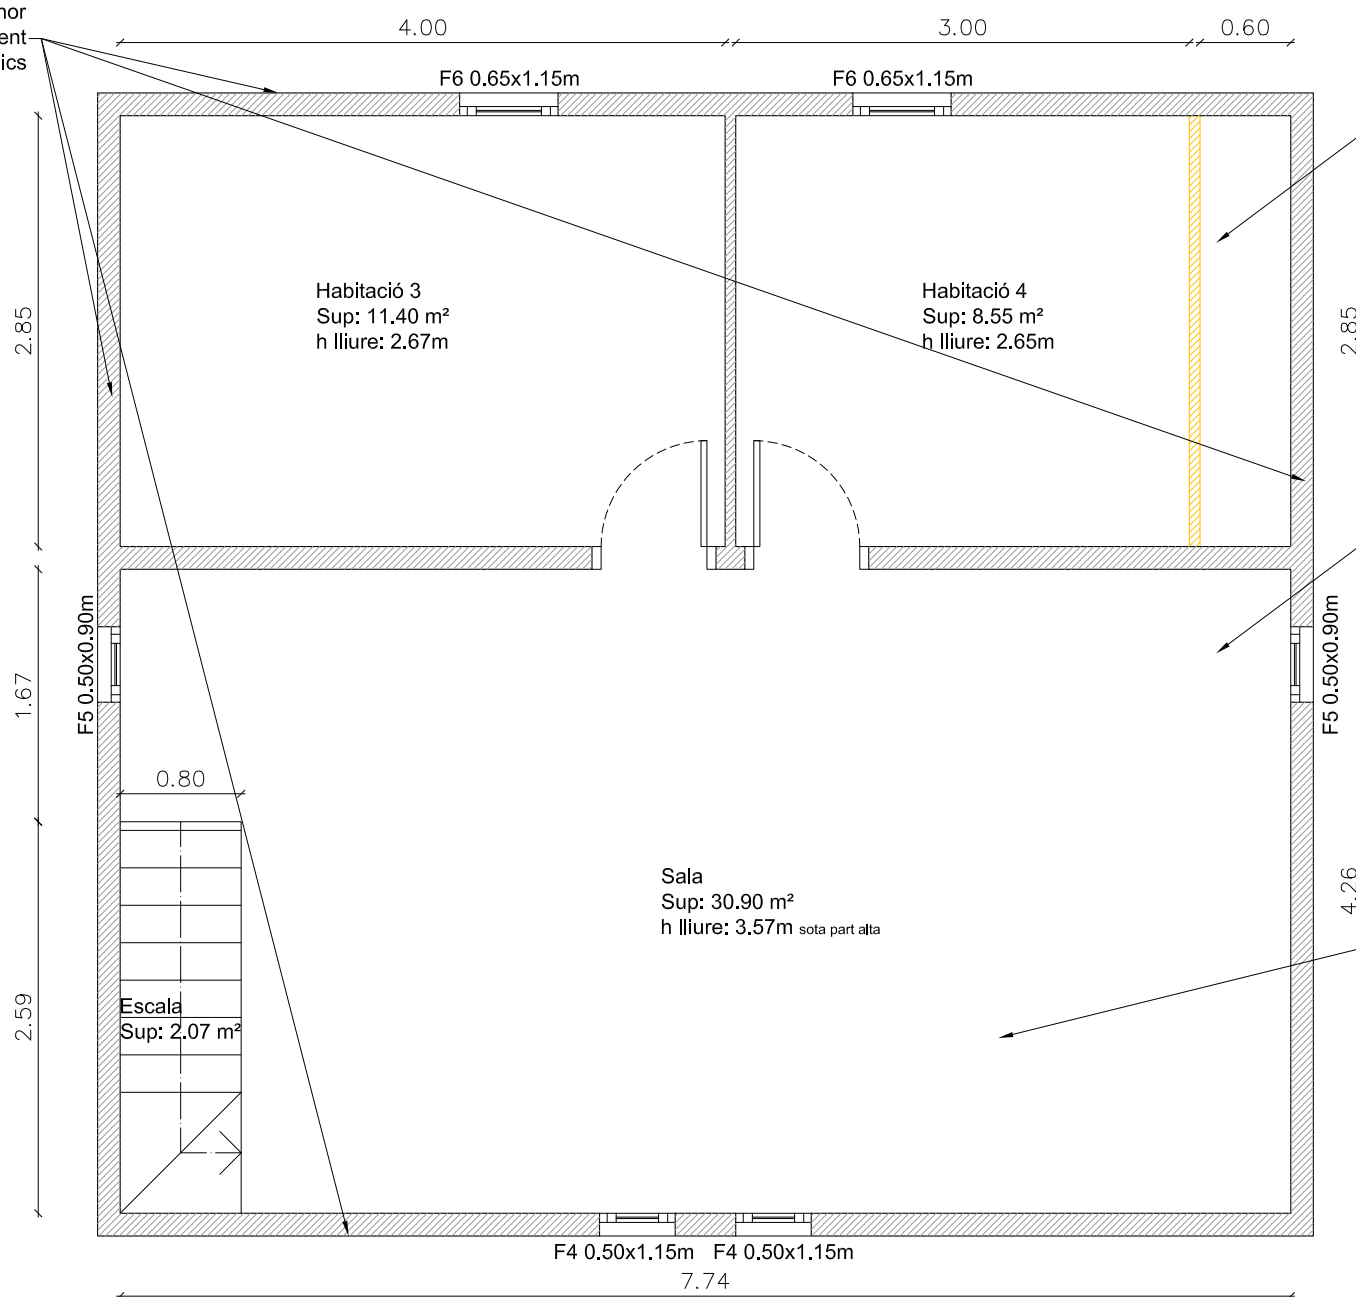 ent
ics
4.00
3.00
0.60
F6 0.65x1.15m
F6 0.65x1.15m
2.85
Habitació 3
Sup: 11.40 m²
h lliure: 2.67m
Habitació 4
Sup: 8.55 m²
h lliure: 2.65m
2.85
F5 0.50x0.90m
F5 0.50x0.90m
1.67
0.80
Sala
Sup: 30.90 m²
h lliure: 3.57m sota part alta
4.26
2.59
Escala
Sup: 2.07 m²
F4 0.50x1.15m
F4 0.50x1.15m
7.74